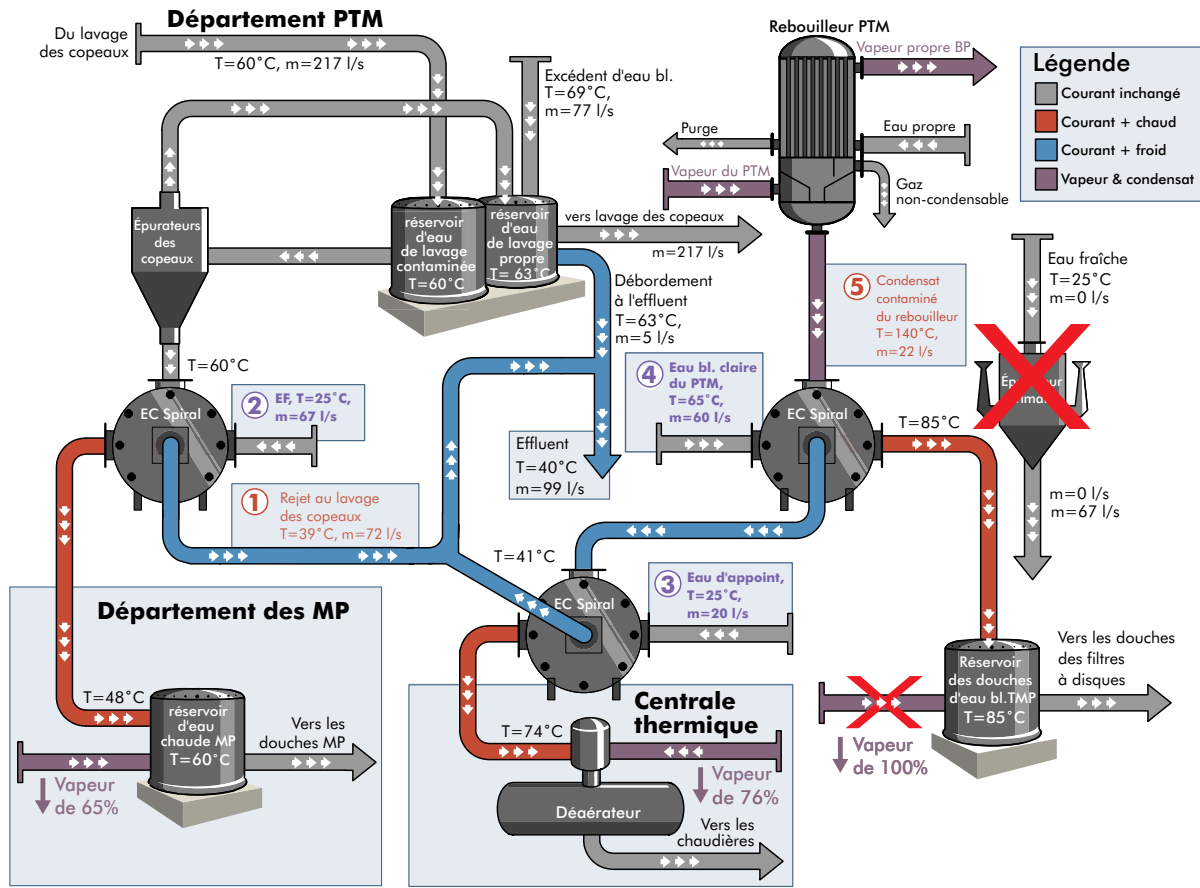 Département PTM
Du lavage
des copeaux
T=60°C, m=217 l/s
Excédent d'eau bl.
T=69°C,
m=77 l/s
Rebouilleur PTM
Vapeur propre BP
Purge
Eau propre
Vapeur du PTM
Gaz
non-condensable
Légende
Courant inchangé
Courant + chaud
Courant + froid
Vapeur & condensat
Épurateurs
des
copeaux
réservoir
d'eau
de lavage
contaminée
T=60°C
réservoir
d'eau
de lavage
propre
T= 63°C
vers lavage des copeaux
m=217 l/s
Débordement
à l'effluent
T=63°C,
m=5 l/s
5
Condensat
contaminé
du rebouilleur
T=140°C,
m=22 l/s
Eau fraîche
T=25°C
m=0 l/s
T=60°C
EC Spiral
2
EF, T=25°C,
m=67 l/s
4
Eau bl. claire
du PTM,
T=65°C,
m=60 l/s
EC Spiral
T=85°C
Effluent
T=40°C
m=99 l/s
1
Rejet au lavage
des copeaux
T=39°C, m=72 l/s
m=0 l/s
m=67 l/s
T=41°C
EC Spiral
3
Eau d'appoint,
T=25°C,
m=20 l/s
Département des MP
T=48°C
réservoir
d'eau
chaude MP
T=60°C
Vers les
douches MP
Vapeur
de 65%
Centrale
thermique
T=74°C
Vapeur
de 76%
Déaérateur
Vers les
chaudières
Réservoir
des douches
d'eau bl.TMP
T=85°C
Vers les douches
des filtres
à disques
Vapeur
de 100%